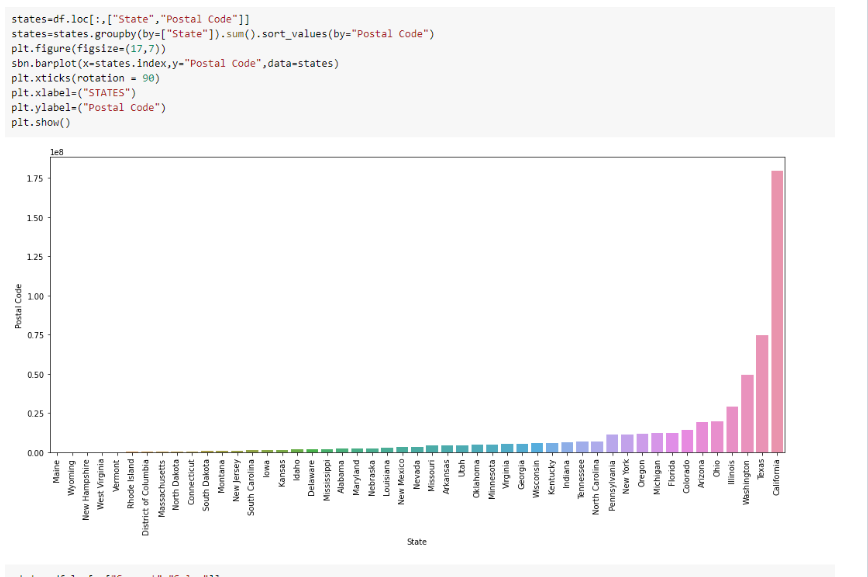 states=df.loc[:,["State","Postal Code"]]
states=states.groupby(by=["State"]).sum().sort_values(by="Postal Code")
plt.figure(figsize=(17,7))
sbn.barplot(x=states.index,y="Postal Code",data=states)
plt.xticks(rotation = 90)
plt.xlabel=("STATES")
plt.ylabel=("Postal Code")
plt.show()
1e8
1.75
1.50
1.25
1.00
0.75
0.50
0.25
0.00
Postal Code
Maine
Wyoming
New Hampshire
West Virginia
Vermont
Rhode Island
District of Columbia
Massachusetts
North Dakota
Connecticut
South Dakota
Montana
New Jersey
South Carolina
Iowa
Kansas
Idaho
Delaware
Mississippi
Alabama
Maryland
Nebraska
Louisiana
New Mexico
Nevada
Missouri
Arkansas
Utah
Oklahoma
Minnesota
Virginia
Georgia
Wisconsin
Kentucky
Indiana
Tennessee
North Carolina
Pennsylvania
New York
Oregon
Michigan
Florida
Colorado
Arizona
Ohio
Illinois
Washington
Texas
California
State